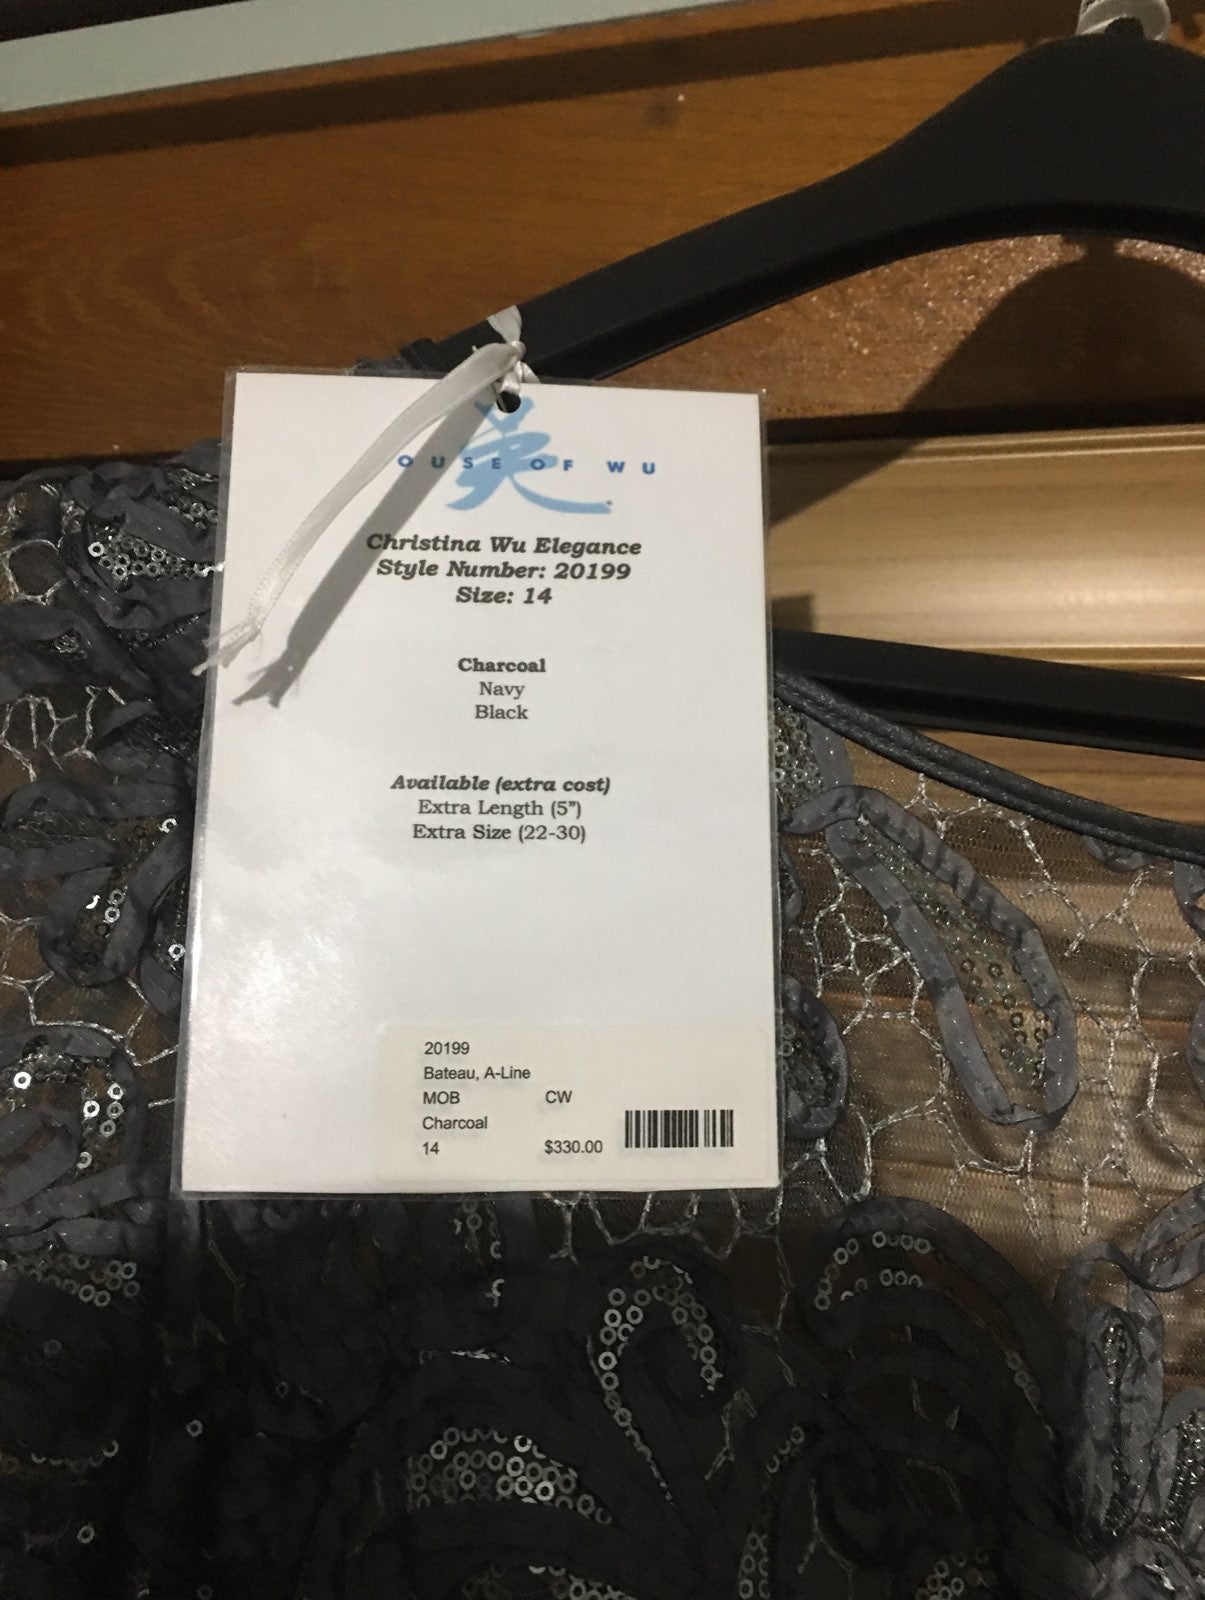 美
OUSE OF WU
Christina Wu Elegance
Style Number: 20199
Size: 14
Charcoal
Navy
Black
Available (extra cost)
Extra Length (5”)
Extra Size (22-30)
20199
Bateau, A-Line
MOB CW
Charcoal
14 $330.00